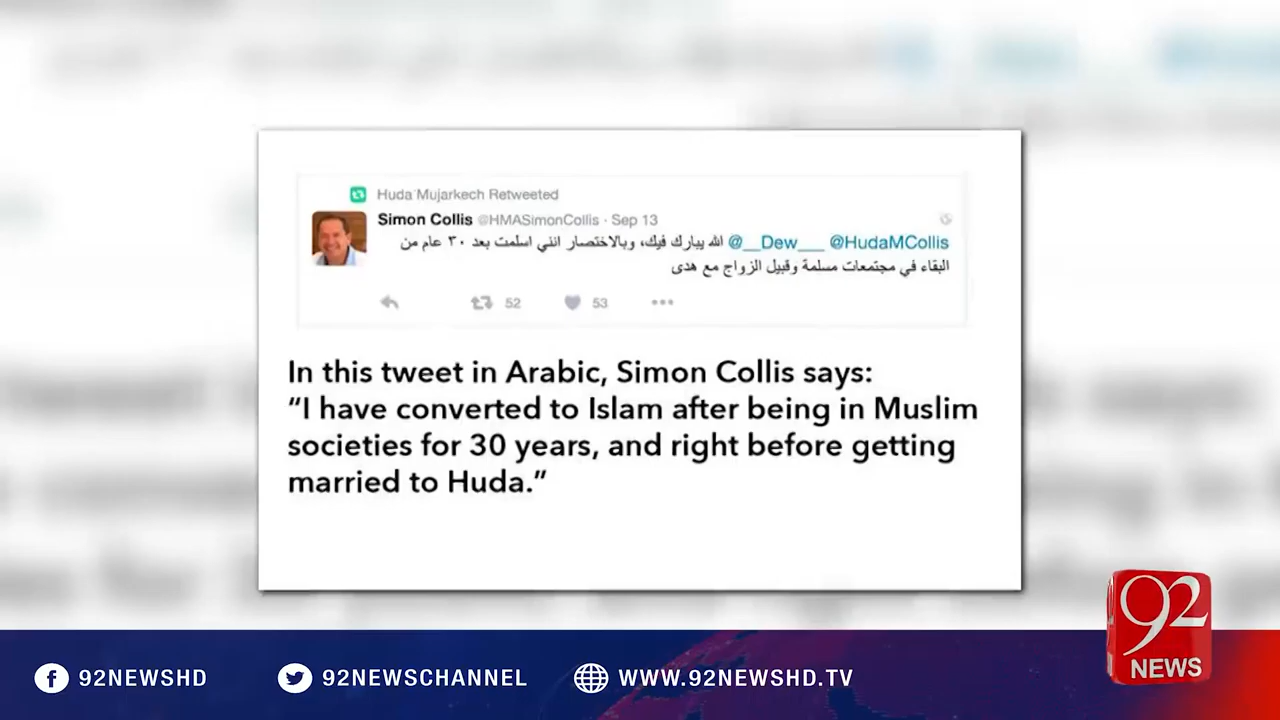 Huda Mujarkech Retweeted
Simon Collis @HMASimonCollis · Sep 13
@__Dew___ @HudaMCollis الله يبارك فيك، وبالاختصار انني اسلمت بعد ٣٠ عام من
البقاء في مجتمعات مسلمة وقبيل الزواج مع هدى
52 53
In this tweet in Arabic, Simon Collis says:
“I have converted to Islam after being in Muslim
societies for 30 years, and right before getting
married to Huda.”
92
NEWS
92NEWSHD 92NEWSCHANNEL WWW.92NEWSHD.TV